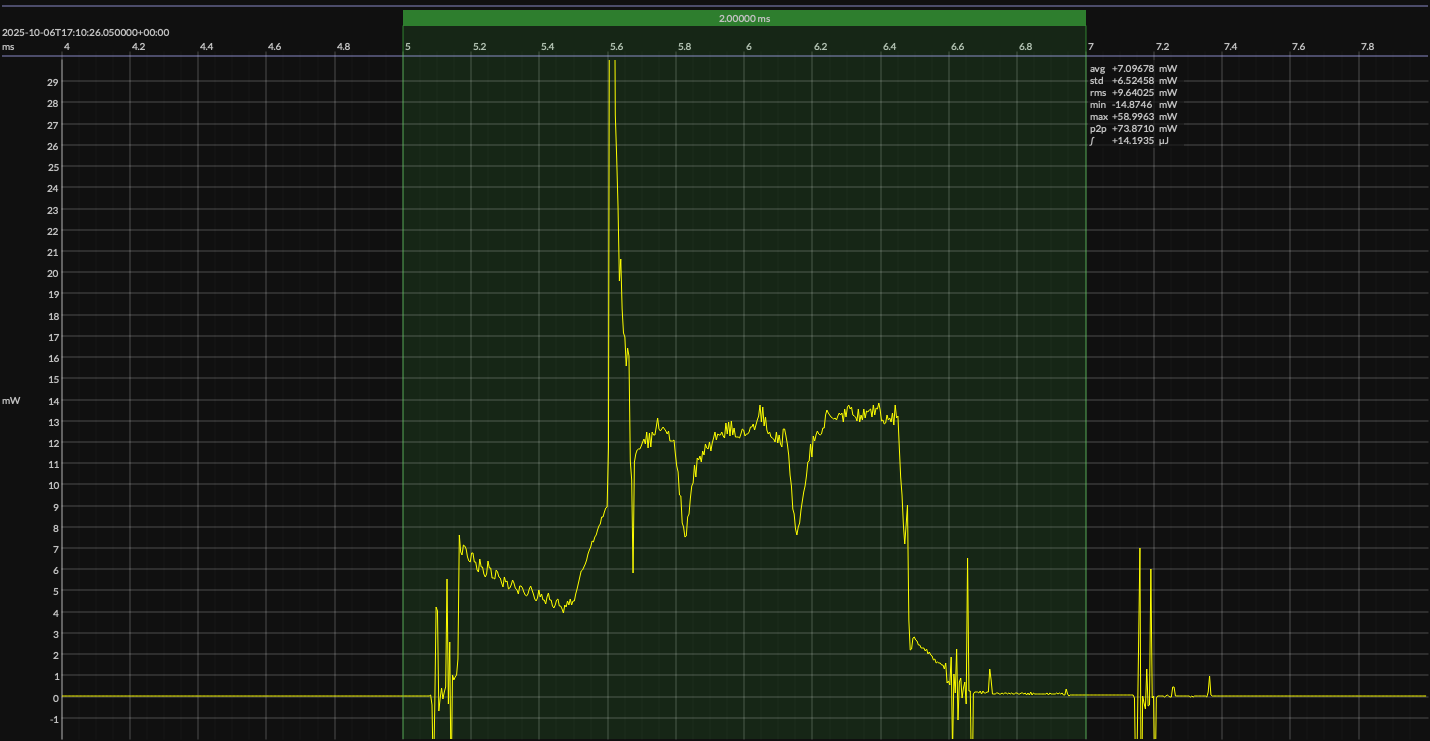 2.00000 ms
2025-10-06T17:10:26.050000+00:00
ms 4 4.2 4.4 4.6 4.8 5 5.2 5.4 5.6 5.8 6 6.2 6.4 6.6 6.8 7 7.2 7.4 7.6 7.8
avg +7.09678 mW
std +6.52458 mW
rms +9.64025 mW
min -14.8746 mW
max +58.9963 mW
p2p +73.8710 mW
∫ +14.1935 µJ
29
28
27
26
25
24
23
22
21
20
19
18
17
16
15
mW 14
13
12
11
10
9
8
7
6
5
4
3
2
1
0
-1